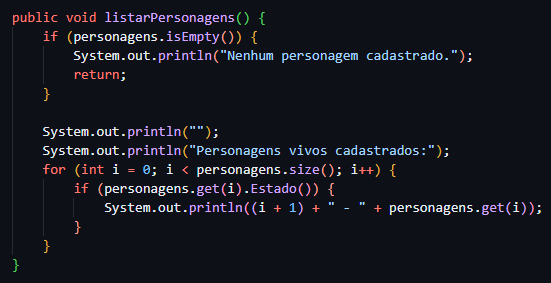 public void listarPersonagens() {
    if (personagens.isEmpty()) {
        System.out.println("Nenhum personagem cadastrado.");
        return;
    }

    System.out.println("");
    System.out.println("Personagens vivos cadastrados:");
    for (int i = 0; i < personagens.size(); i++) {
        if (personagens.get(i).Estado()) {
            System.out.println((i + 1) + " - " + personagens.get(i));
        }
    }
}